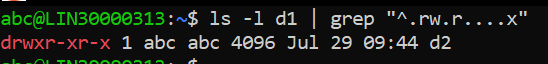 abc@LIN30000313:~$ ls -l d1 | grep "^.rw.r....x"
drwxr-xr-x 1 abc abc 4096 Jul 29 09:44 d2